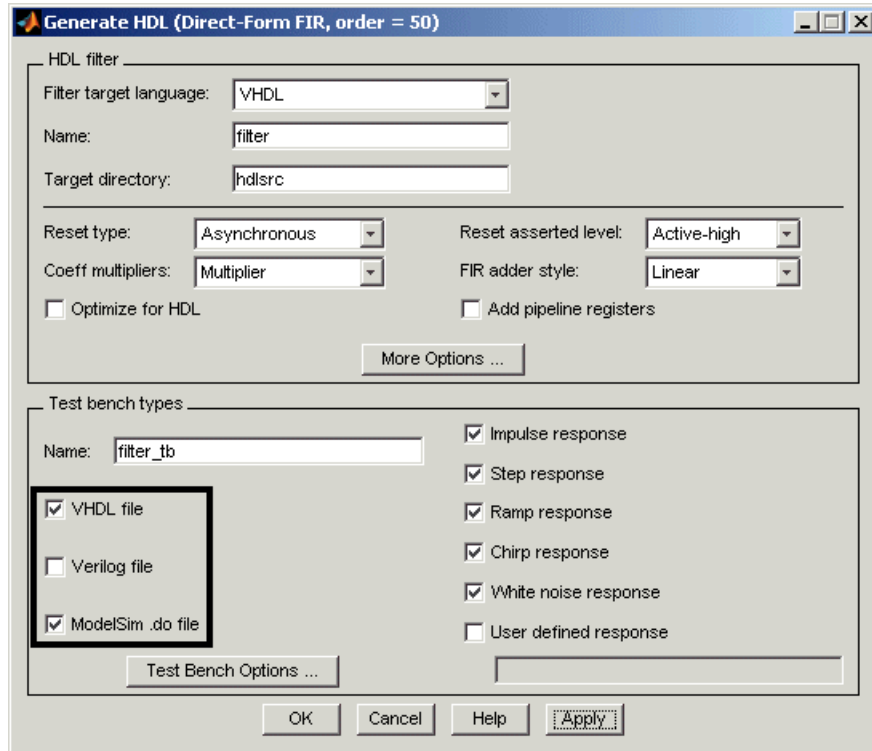 Generate HDL (Direct-Form FIR, order = 50)
HDL filter
Filter target language: VHDL
Name: filter
Target directory: hdlsrc
Reset type: Asynchronous Reset asserted level: Active-high
Coeff multipliers: Multiplier FIR adder style: Linear
Optimize for HDL Add pipeline registers
More Options ...
Test bench types
Name: filter_tb
Impulse response
Step response
VHDL file
Ramp response
Chirp response
Verilog file
White noise response
ModelSim .do file
User defined response
Test Bench Options ...
OK Cancel Help Apply